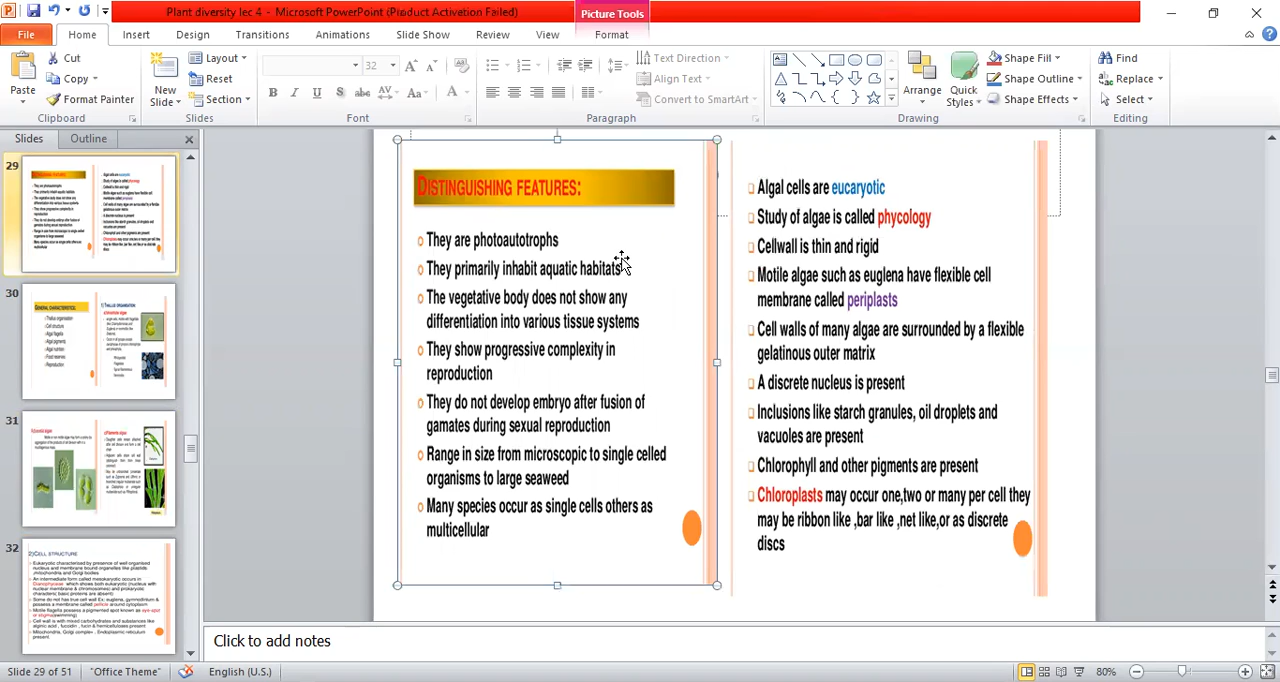 Plant diversity lec 4 - Microsoft PowerPoint (Product Activation Failed)
Picture Tools
File Home Insert Design Transitions Animations Slide Show Review View Format
Paste
Cut
Copy
Format Painter
Clipboard
New Slide
Layout
Reset
Section
Slides
32
Font
Text Direction
Align Text
Convert to SmartArt
Paragraph
Arrange
Quick Styles
Shape Fill
Shape Outline
Shape Effects
Drawing
Find
Replace
Select
Editing
Slides Outline
29
30
31
32
DISTINGUISHING FEATURES:
They are photoatotrophs
They primarily inhabit aquatic habitats
The vegetative body does not show any
differentiation into various tissue systems
They show progressive complexity in
reproduction
They do not develop embryo after fusion of
gamates during sexual reproduction
Range in size from microscopic to single celled
organisms to large seaweed
Many species occur as single cells others as
multicellular
Algal cells are eucaryotic
Study of algae is called phycology
Cellwall is thin and rigid
Motile algae such as euglena have flexible cell
membrane called periplasts
Cell walls of many algae are surrounded by a flexible
gelatinous outer matrix
A discrete nucleus is present
Inclusions like starch granules, oil droplets and
vacuoles are present
Chlorophyll and other pigments are present
Chloroplasts may occur one,two or many per cell they
may be ribbon like ,bar like ,net like,or as discrete
discs
Click to add notes
Slide 29 of 51 "Office Theme" English (U.S.) 80%